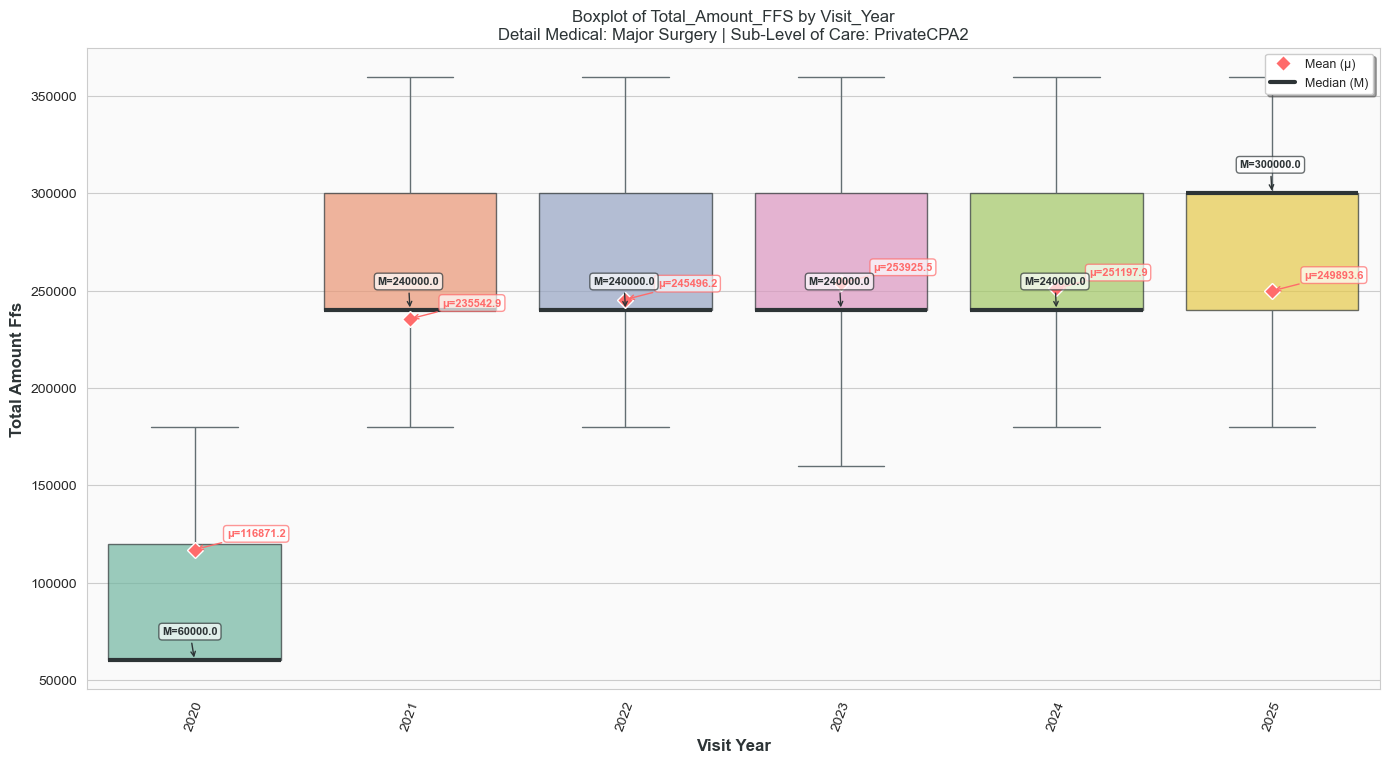 Boxplot of Total_Amount_FFS by Visit_Year
Detail Medical: Major Surgery | Sub-Level of Care: PrivateCPA2
Mean (μ)
Median (M)
Total Amount Ffs
350000
300000
250000
200000
150000
100000
50000
M=60000.0
μ=116871.2
M=240000.0
μ=235542.9
M=240000.0
μ=245496.2
M=240000.0
μ=253925.5
M=240000.0
μ=251197.9
M=300000.0
μ=249893.6
2020
2021
2022
2023
2024
2025
Visit Year